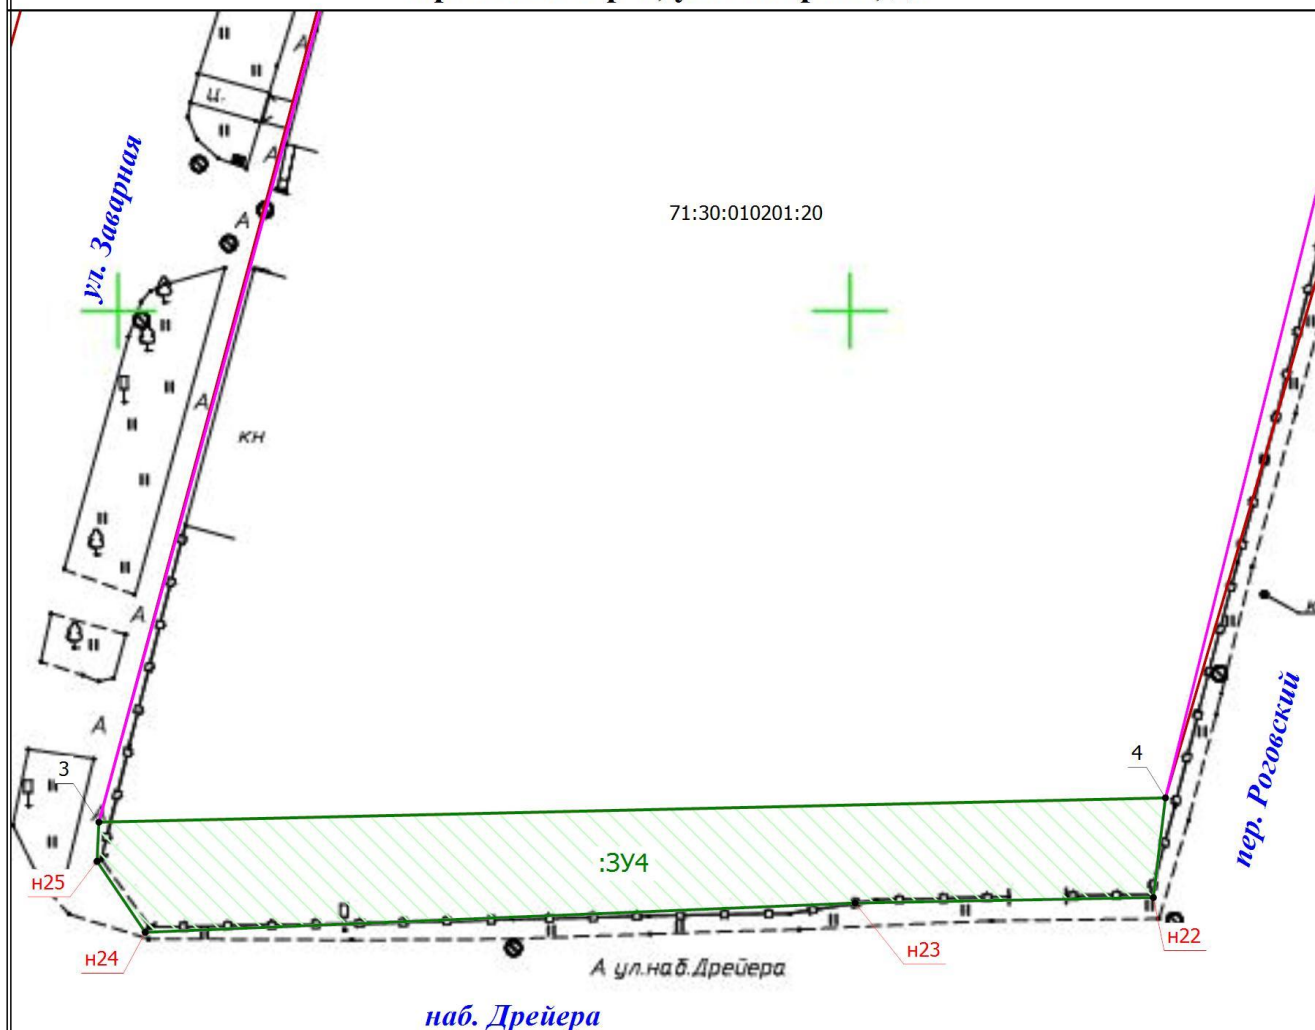 А
ц.
А
ул. Заварная
А
71:30:010201:20
А
кн
А
А
3
4
пер. Роговский
:ЗУ4
н25
н24
н23
н22
А ул.наб.Дрейера
наб. Дрейера